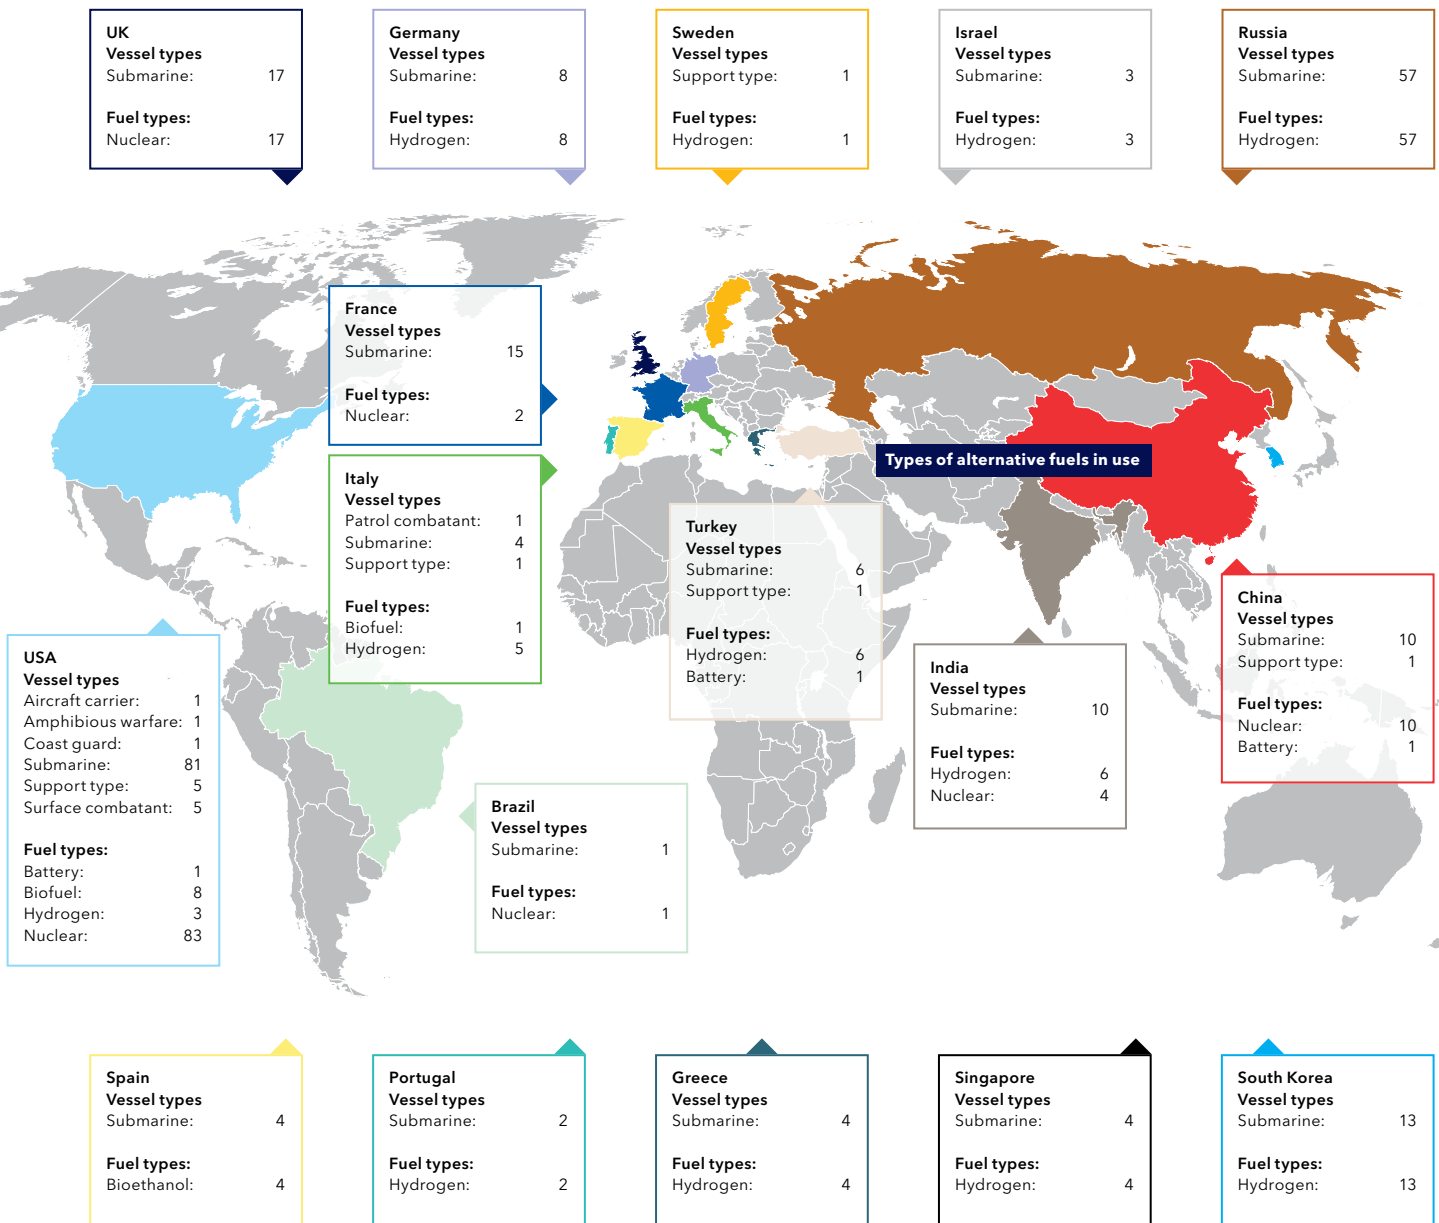 UK
Vessel types
Submarine: 17
Fuel types:
Nuclear: 17
Germany
Vessel types
Submarine: 8
Fuel types:
Hydrogen: 8
Sweden
Vessel types
Support type: 1
Fuel types:
Hydrogen: 1
Israel
Vessel types
Submarine: 3
Fuel types:
Hydrogen: 3
Russia
Vessel types
Submarine: 57
Fuel types:
Hydrogen: 57
France
Vessel types
Submarine: 15
Fuel types:
Nuclear: 2
Italy
Vessel types
Patrol combatant: 1
Submarine: 4
Support type: 1
Fuel types:
Biofuel: 1
Hydrogen: 5
Types of alternative fuels in use
Turkey
Vessel types
Submarine: 6
Support type: 1
Fuel types:
Hydrogen: 6
Battery: 1
China
Vessel types
Submarine: 10
Support type: 1
Fuel types:
Nuclear: 10
Battery: 1
USA
Vessel types
Aircraft carrier: 1
Amphibious warfare: 1
Coast guard: 1
Submarine: 81
Support type: 5
Surface combatant: 5
Fuel types:
Battery: 1
Biofuel: 8
Hydrogen: 3
Nuclear: 83
India
Vessel types
Submarine: 10
Fuel types:
Hydrogen: 6
Nuclear: 4
Brazil
Vessel types
Submarine: 1
Fuel types:
Nuclear: 1
Spain
Vessel types
Submarine: 4
Fuel types:
Bioethanol: 4
Portugal
Vessel types
Submarine: 2
Fuel types:
Hydrogen: 2
Greece
Vessel types
Submarine: 4
Fuel types:
Hydrogen: 4
Singapore
Vessel types
Submarine: 4
Fuel types:
Hydrogen: 4
South Korea
Vessel types
Submarine: 13
Fuel types:
Hydrogen: 13